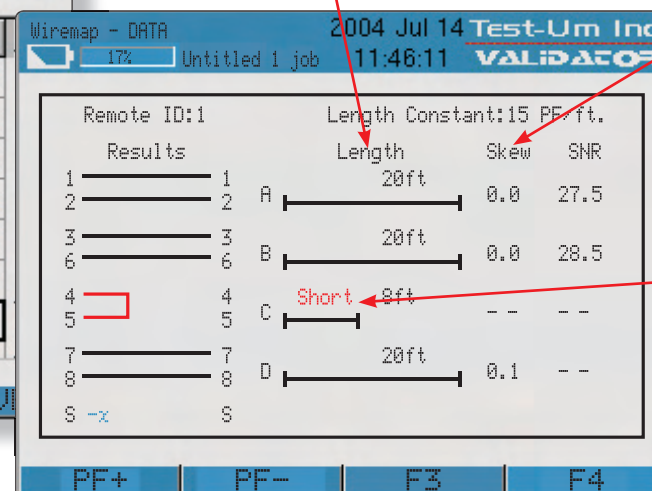 Wiremap - DATA 2004 Jul 14 Test-Um Inc
17% Untitled 1 job 11:46:11 VALIDATOR
Remote ID:1 Length Constant:15 PF/ft.
Results Length Skew SNR
1 1 A 20ft 0.0 27.5
2 2
3 3 B 20ft 0.0 28.5
6 6
4 4 C Short 8ft -- --
5 5
7 7 D 20ft 0.1 --
8 8
S -x S
PF+ PF- F3 F4